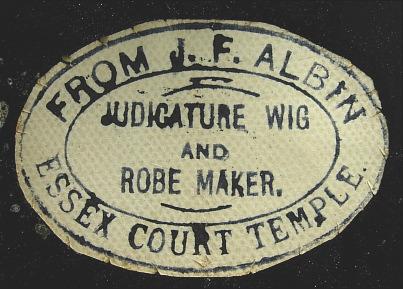 FROM J. F. ALBIN
JUDICATURE WIG
AND
ROBE MAKER.
ESSEX COURT TEMPLE.